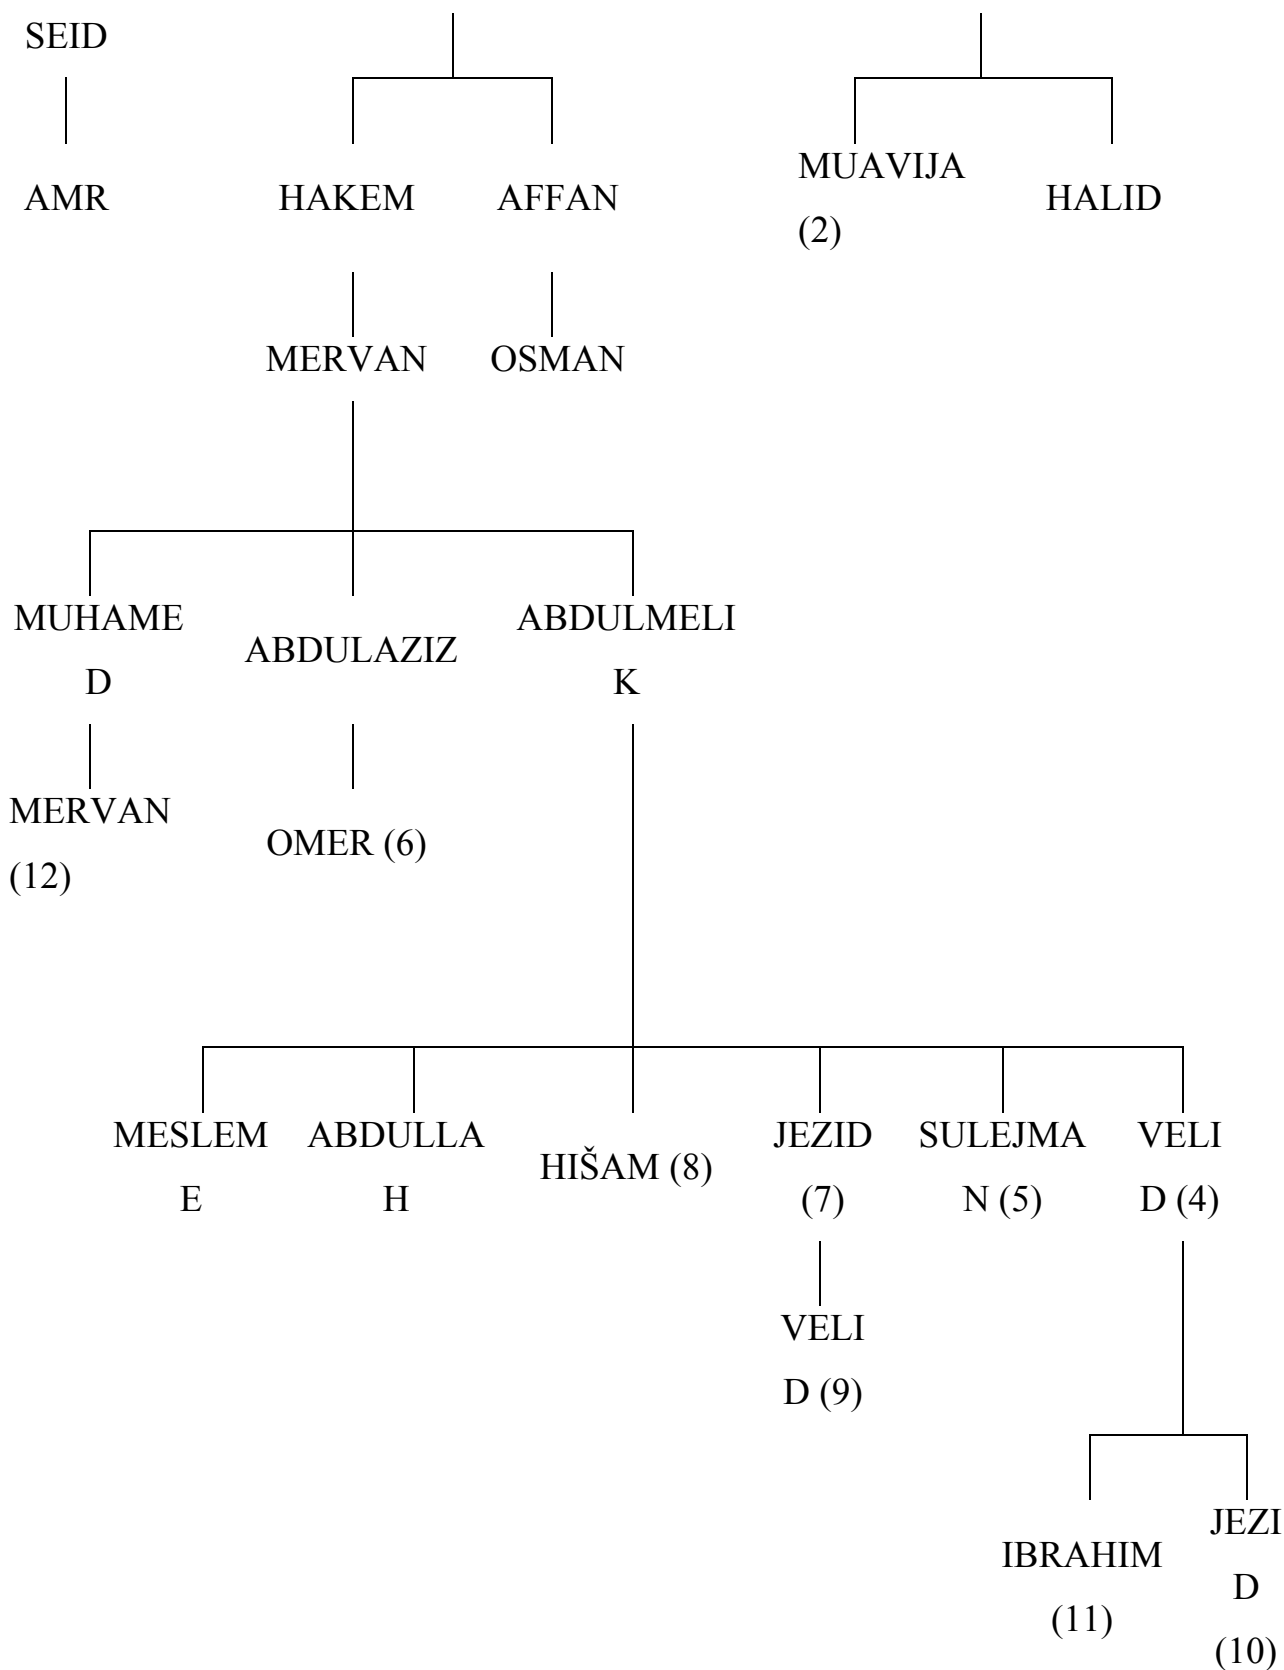 SEID
AMR
HAKEM
AFFAN
MUAVIJA
(2)
HALID
MERVAN
OSMAN
MUHAME
D
ABDULAZIZ
ABDULMELI
K
MERVAN
(12)
OMER (6)
MESLEM
E
ABDULLA
H
HIŠAM (8)
JEZID
(7)
SULEJMA
N (5)
VELI
D (4)
VELI
D (9)
IBRAHIM
(11)
JEZI
D
(10)